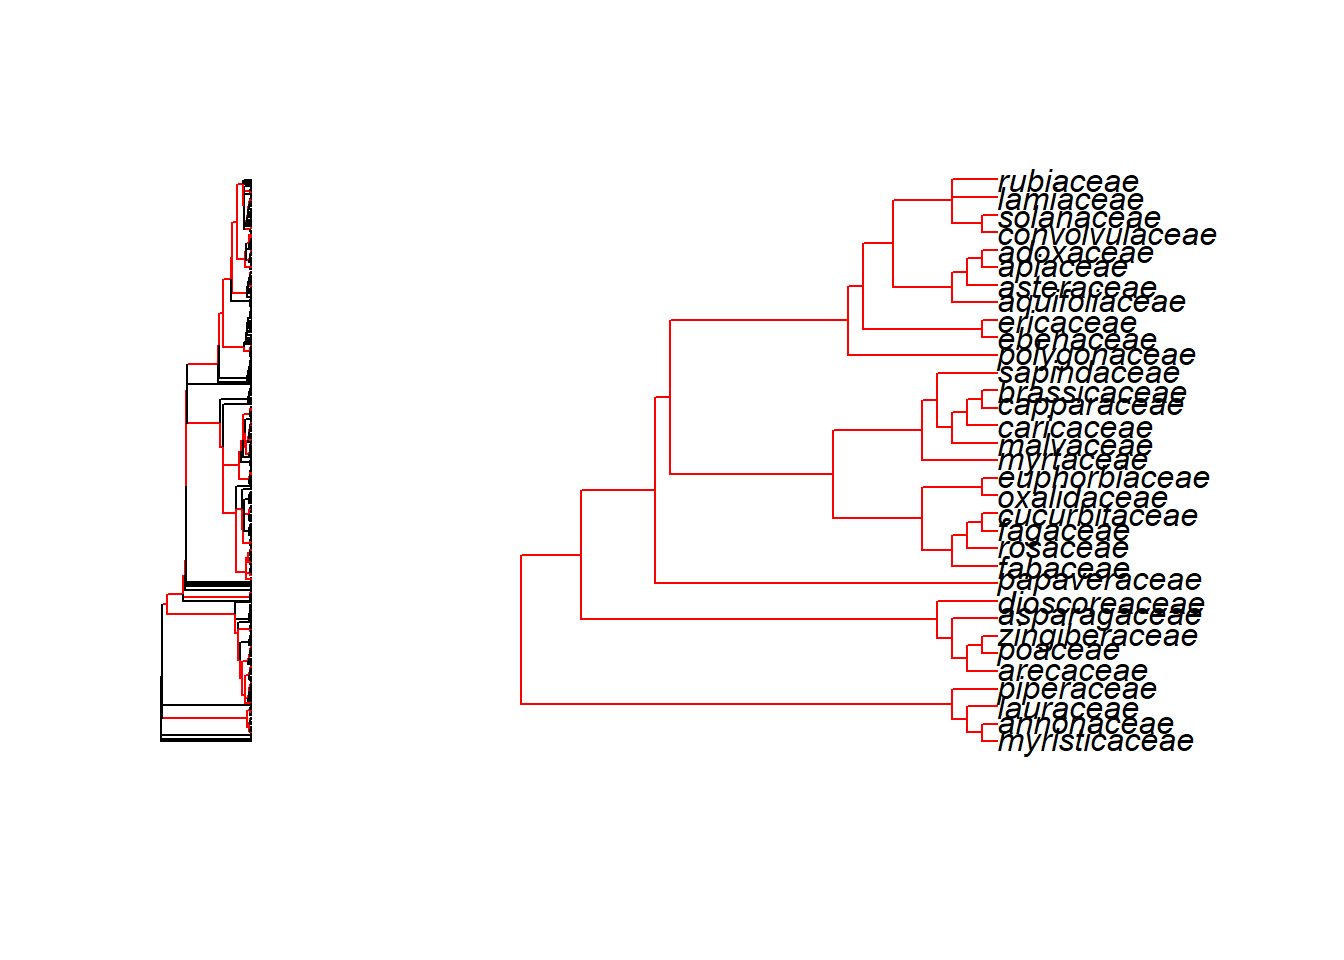 rubiaceae
lamiaceae
solanaceae
convolvulaceae
adoxaceae
apiaceae
asteraceae
aquifoliaceae
ericaceae
ebenaceae
polygonaceae
sapindaceae
brassicaceae
capparaceae
caricaceae
malvaceae
myrtaceae
euphorbiaceae
oxalidaceae
cucurbitaceae
fagaceae
rosaceae
fabaceae
papaveraceae
dioscoreaceae
asparagaceae
zingiberaceae
poaceae
arecaceae
piperaceae
lauraceae
annonaceae
myristicaceae